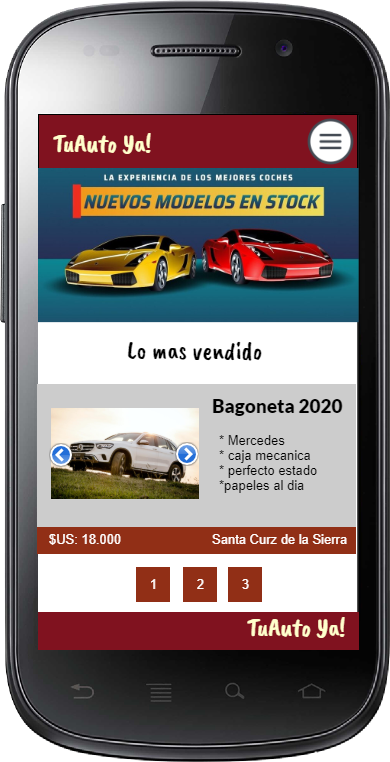 TuAuto Ya!
LA EXPERIENCIA DE LOS MEJORES COCHES
NUEVOS MODELOS EN STOCK
Lo mas vendido
Bagoneta 2020
* Mercedes
* caja mecanica
* perfecto estado
*papeles al dia
$US: 18.000 Santa Curz de la Sierra
1 2 3
TuAuto Ya!